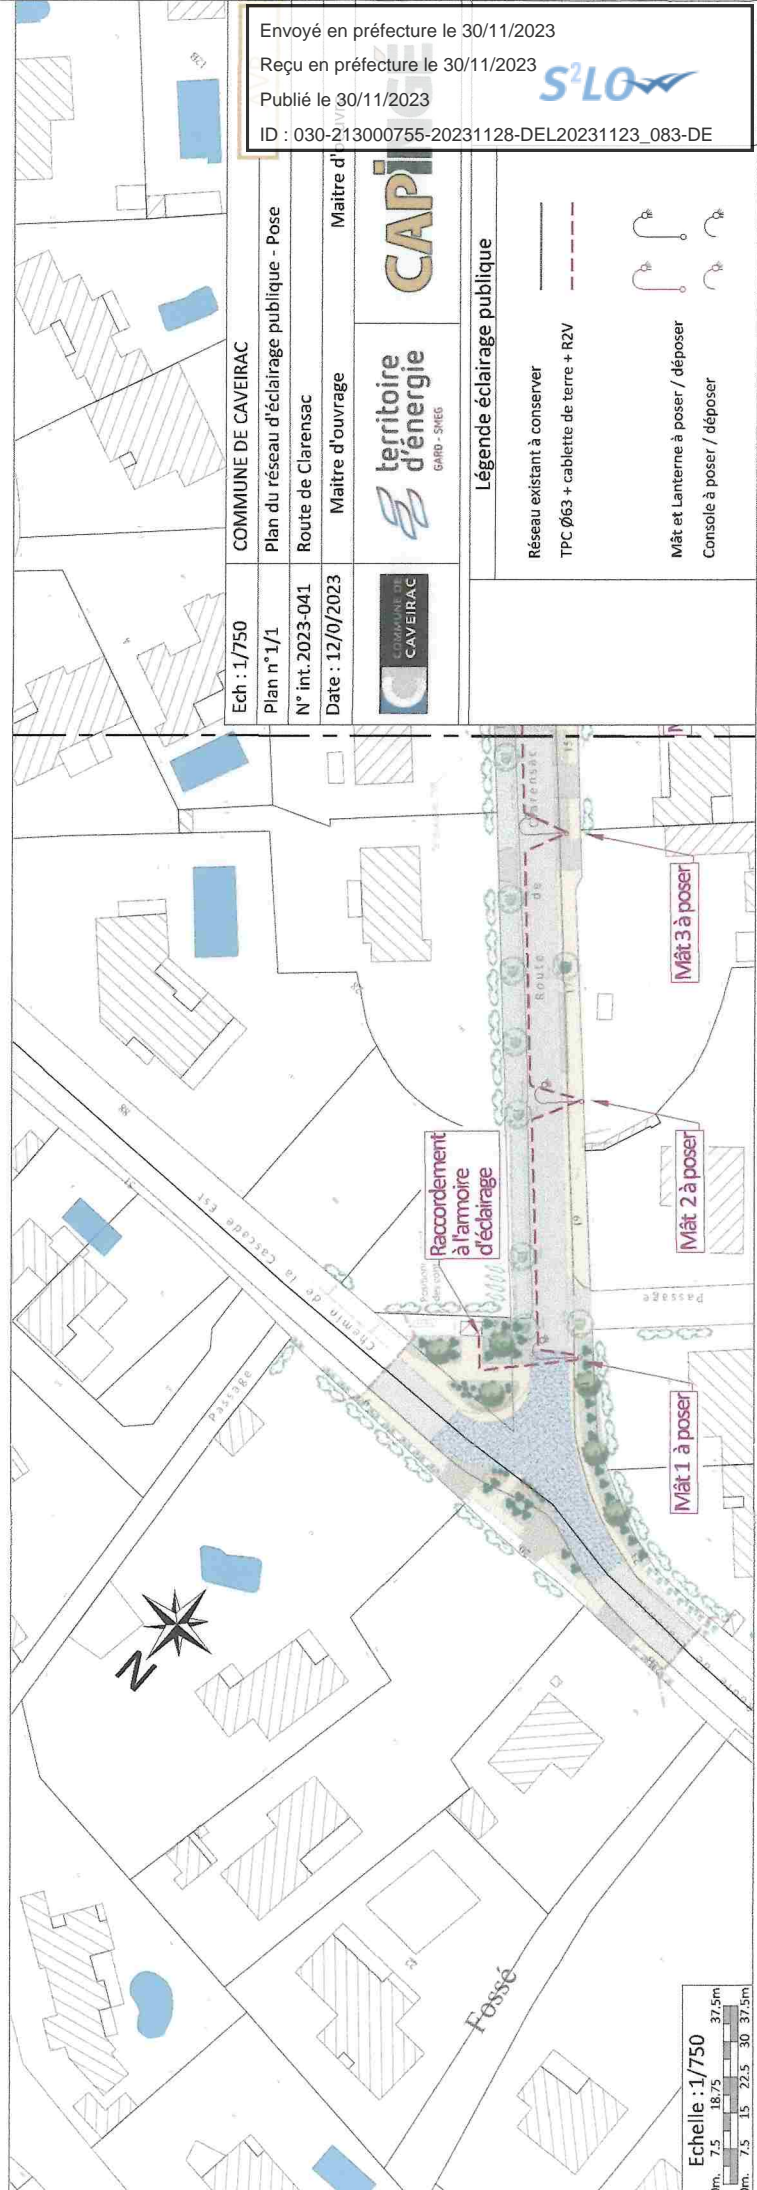 Envoyé en préfecture le 30/11/2023
Reçu en préfecture le 30/11/2023
Publié le 30/11/2023
ID : 030-213000755-20231128-DEL20231123_083-DE
S²LO
Ech : 1/750
COMMUNE DE CAVEIRAC
Plan n°1/1
Plan du réseau d'éclairage publique - Pose
N° int. 2023-041
Route de Clarensac
Date : 12/0/2023
Maitre d'ouvrage
Maitre d'ouvr
COMMUNE DE
CAVEIRAC
territoire
d'énergie
GARD - SMEG
CAPINGÉ
Légende éclairage publique
Réseau existant à conserver
TPC Ø63 + cablette de terre + R2V
Mât et Lanterne à poser / déposer
Console à poser / déposer
Raccordement
à l'armoire
d'éclairage
Mât 1 à poser
Mât 2 à poser
Mât 3 à poser
Route de Clarensac
Chemin de la Cascade Est
Passage
Passage
Fossé
N
Echelle : 1/750
0m. 7.5 18.75 37,5m
0m. 7.5 15 22.5 30 37.5m